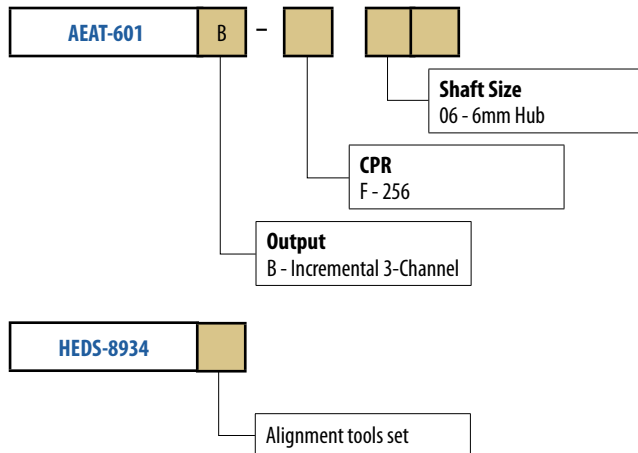 AEAT-601 B –
Shaft Size
06 - 6mm Hub
CPR
F - 256
Output
B - Incremental 3-Channel
HEDS-8934
Alignment tools set